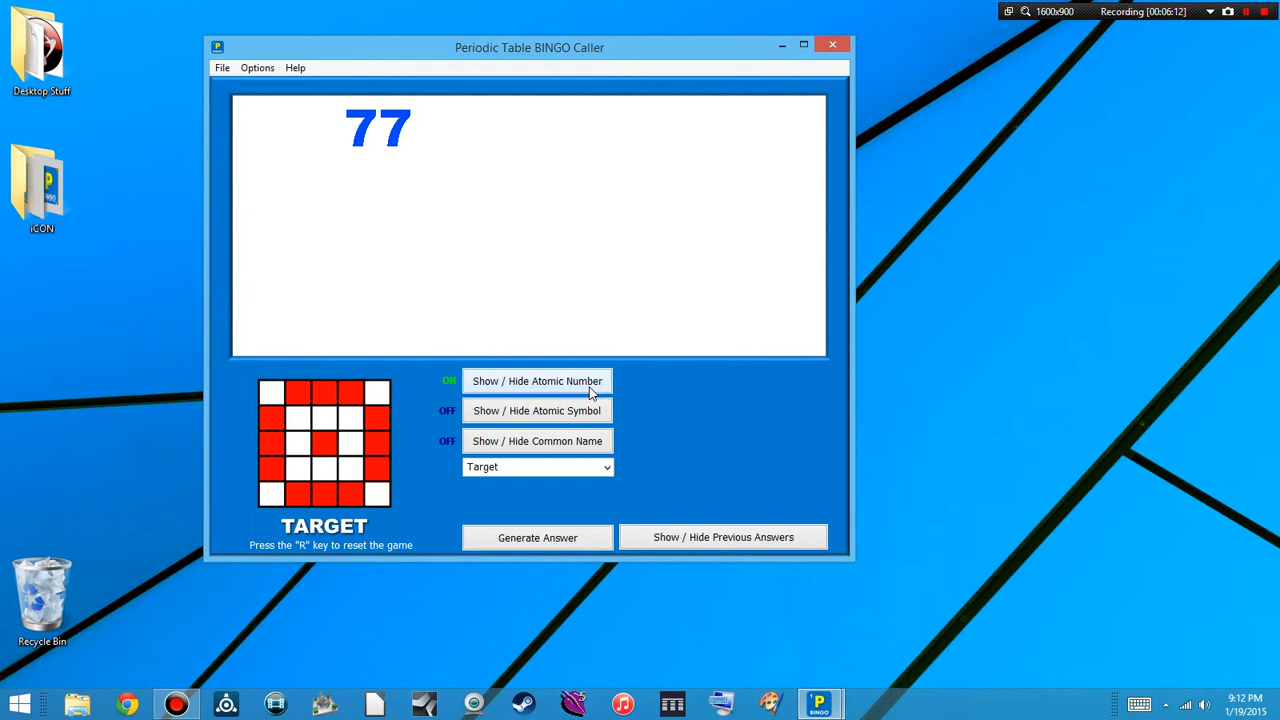 1600x900
Recording [00:06:12]
Desktop Stuff
iCON
Recycle Bin
Periodic Table BINGO Caller
File Options Help
77
ON Show / Hide Atomic Number
OFF Show / Hide Atomic Symbol
OFF Show / Hide Common Name
Target
TARGET
Press the "R" key to reset the game
Generate Answer
Show / Hide Previous Answers
P
BINGO
9:12 PM
1/19/2015